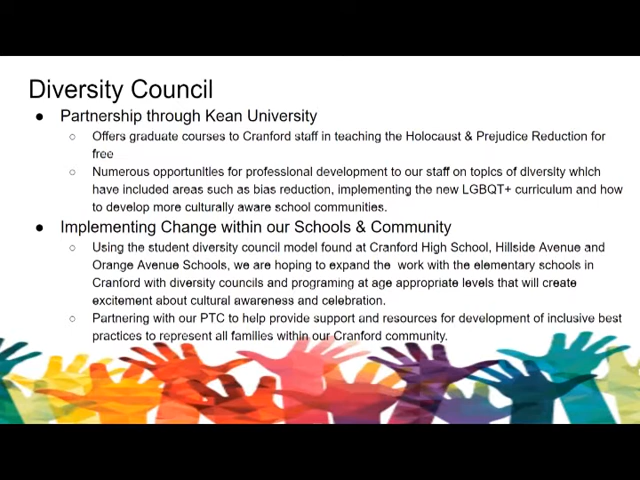 Diversity Council
● Partnership through Kean University
○ Offers graduate courses to Cranford staff in teaching the Holocaust & Prejudice Reduction for
free
○ Numerous opportunities for professional development to our staff on topics of diversity which
have included areas such as bias reduction, implementing the new LGBQT+ curriculum and how
to develop more culturally aware school communities.
● Implementing Change within our Schools & Community
○ Using the student diversity council model found at Cranford High School, Hillside Avenue and
Orange Avenue Schools, we are hoping to expand the work with the elementary schools in
Cranford with diversity councils and programing at age appropriate levels that will create
excitement about cultural awareness and celebration.
○ Partnering with our PTC to help provide support and resources for development of inclusive best
practices to represent all families within our Cranford community.